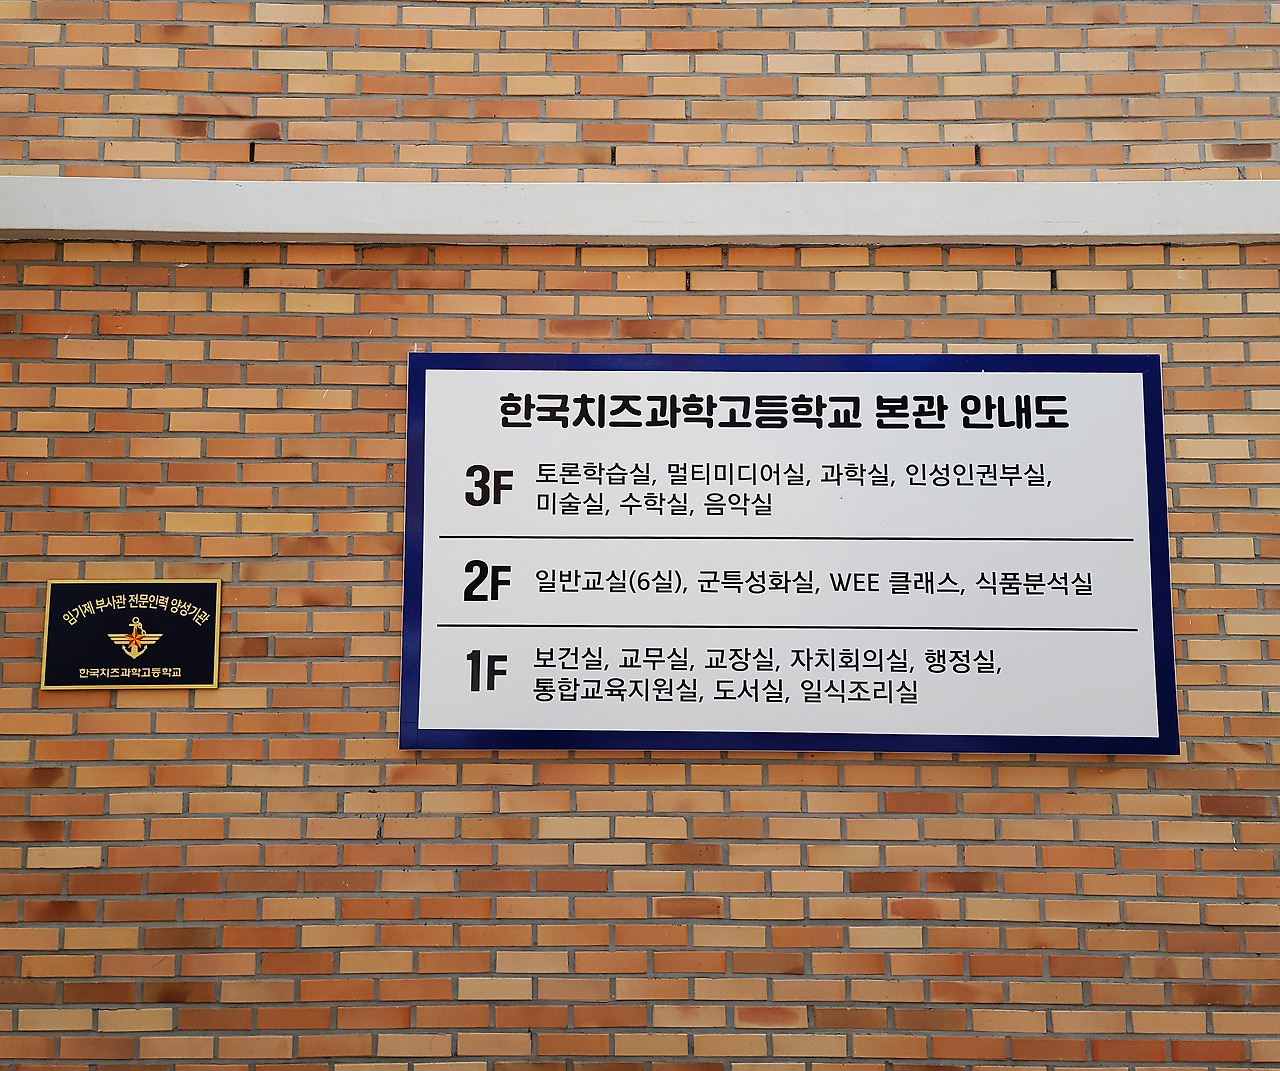 한국치즈과학고등학교 본관 안내도
3F 토론학습실, 멀티미디어실, 과학실, 인성인권부실,
미술실, 수학실, 음악실
2F 일반교실(6실), 군특성화실, WEE 클래스, 식품분석실
1F 보건실, 교무실, 교장실, 자치회의실, 행정실,
통합교육지원실, 도서실, 일식조리실
임기제 부사관 전문인력 양성기관
한국치즈과학고등학교